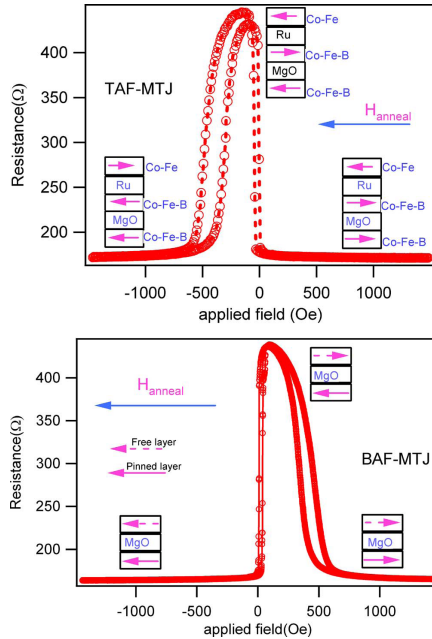 Co-Fe
Ru
Co-Fe-B
MgO
Co-Fe-B
TAF-MTJ
H anneal
Co-Fe
Ru
Co-Fe-B
MgO
Co-Fe-B
Co-Fe
Ru
Co-Fe-B
MgO
Co-Fe-B
400
350
300
250
200
Resistance(Ω)
-1000 -500 0 500 1000
applied field (Oe)
H anneal
MgO
Free layer
Pinned layer
BAF-MTJ
MgO
MgO
400
350
300
250
200
Resistance(Ω)
-1000 -500 0 500 1000
applied field(Oe)